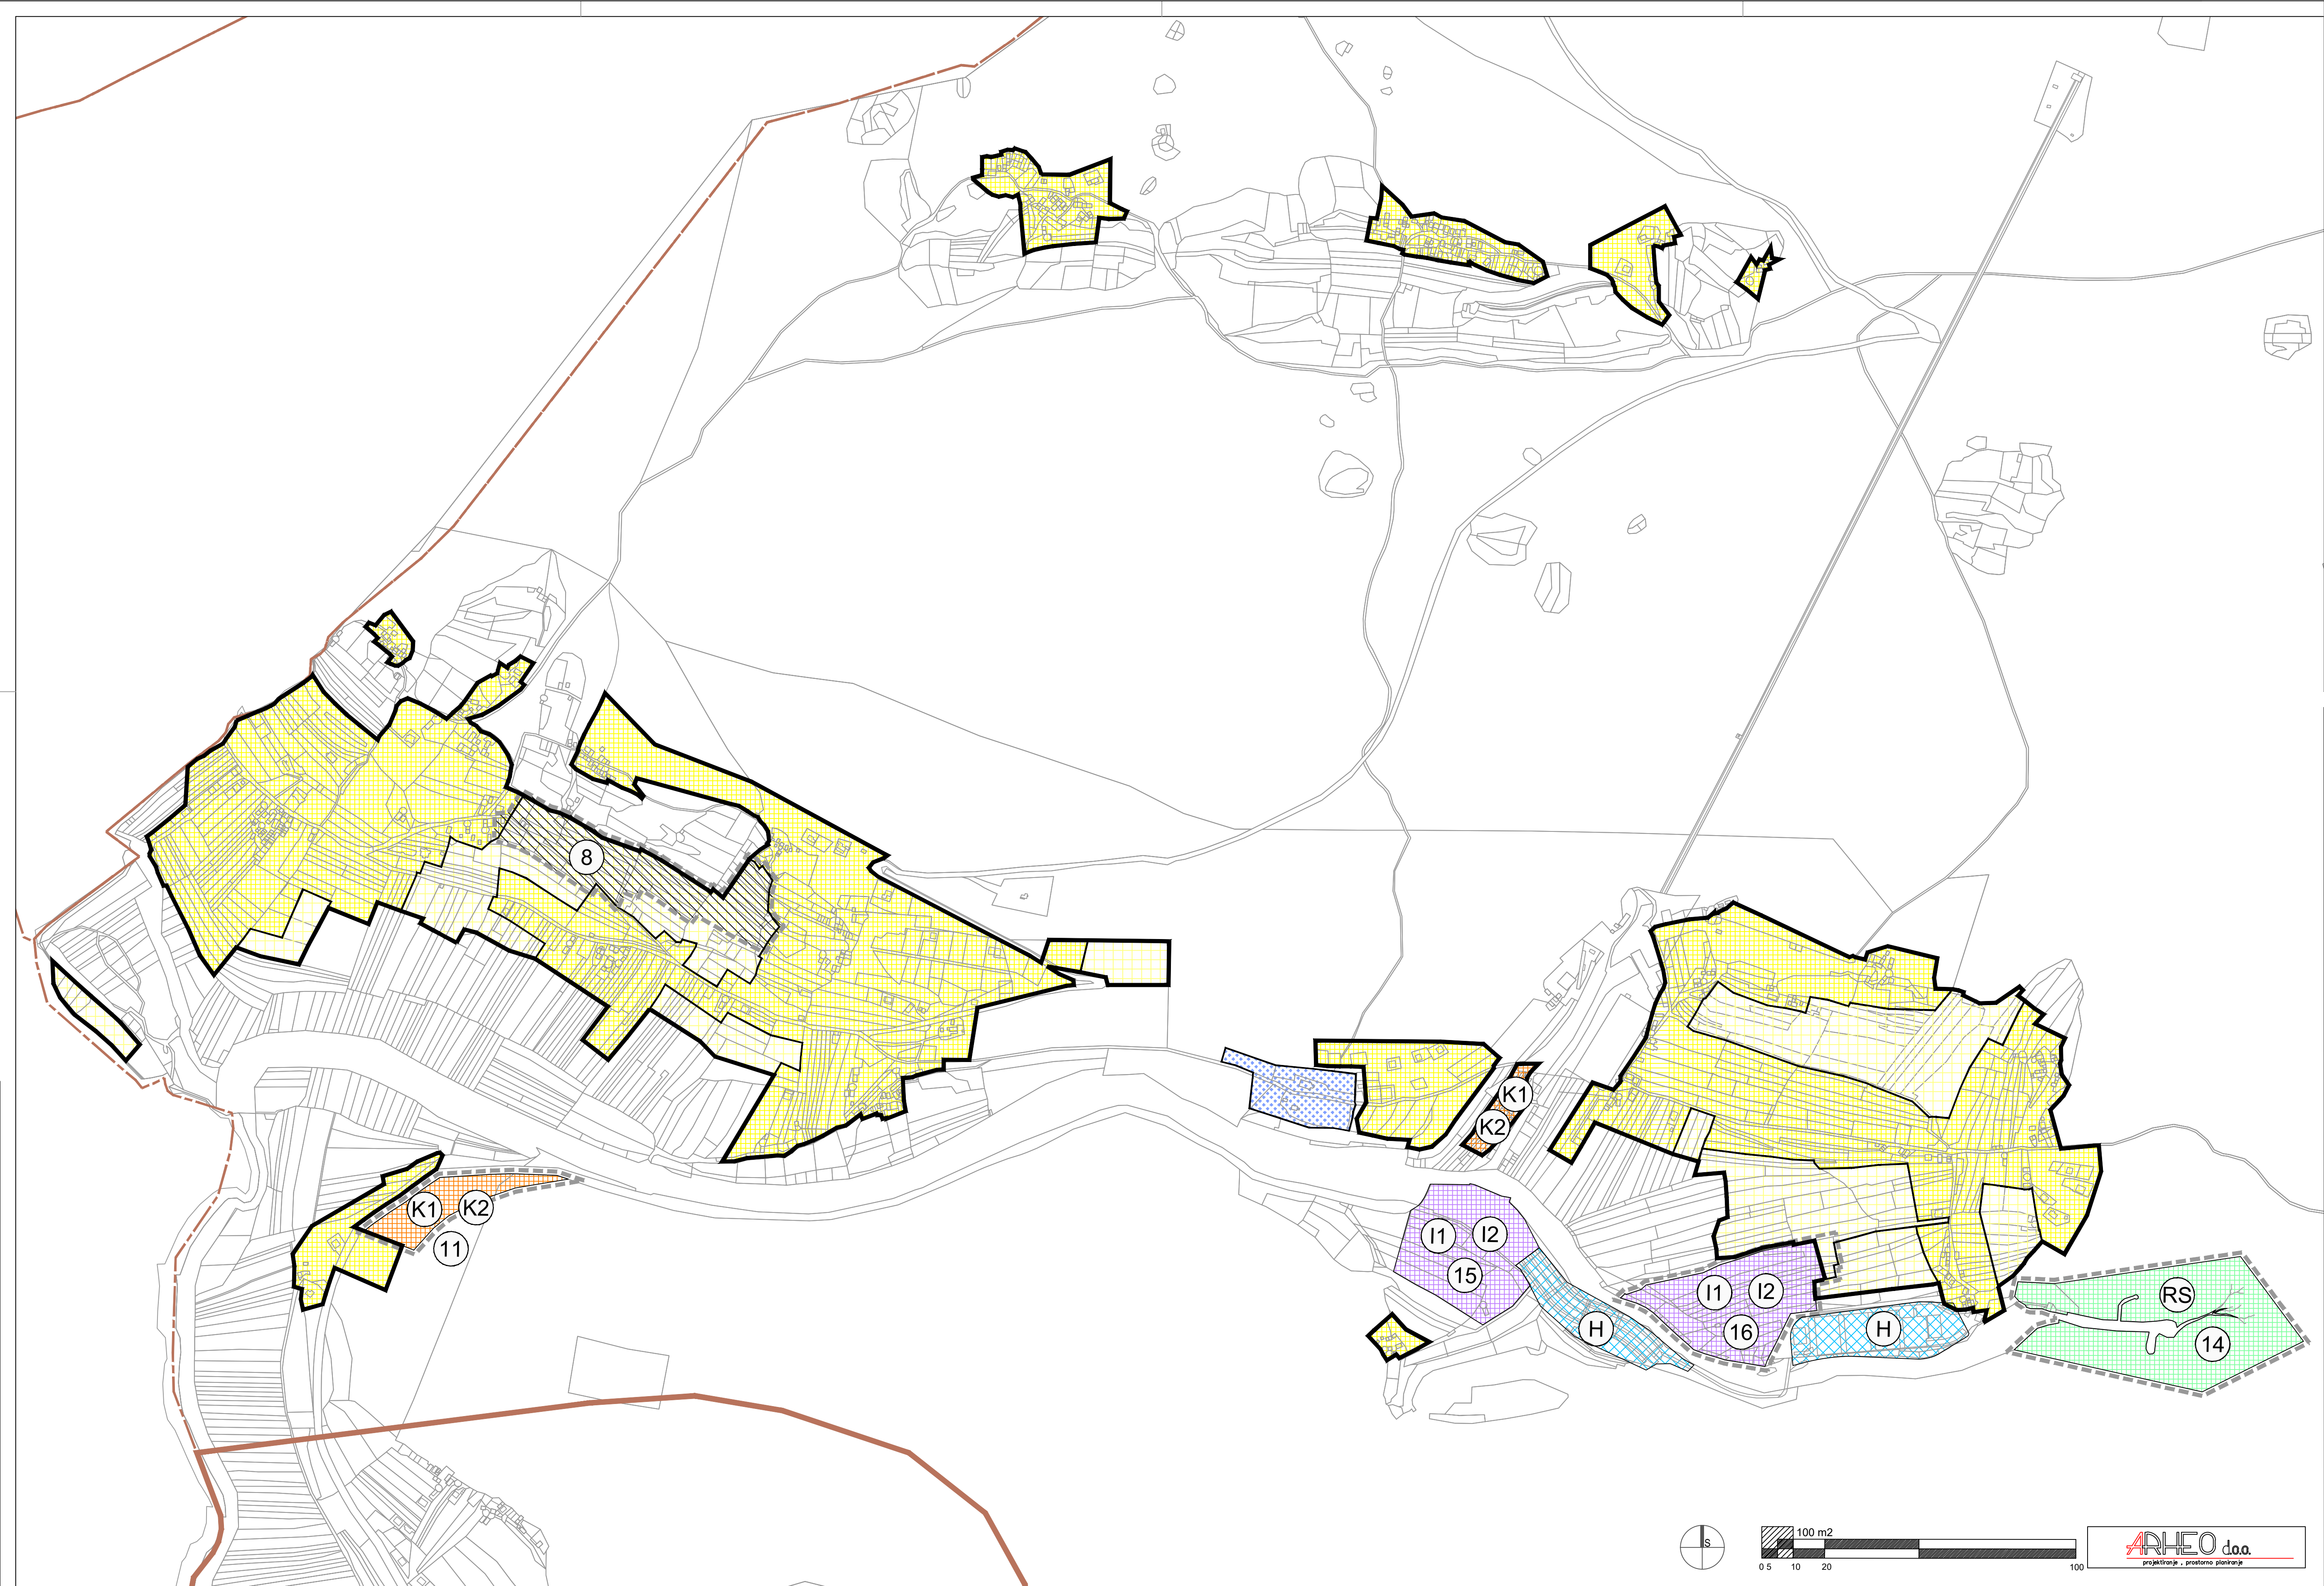 8
K1
K2
K1
K2
11
I1
I2
15
I1
I2
16
H
H
RS
14
S
100 m2
0 5 10 20 100
ARHEO d.o.o.
projektiranje , prostorno planiranje